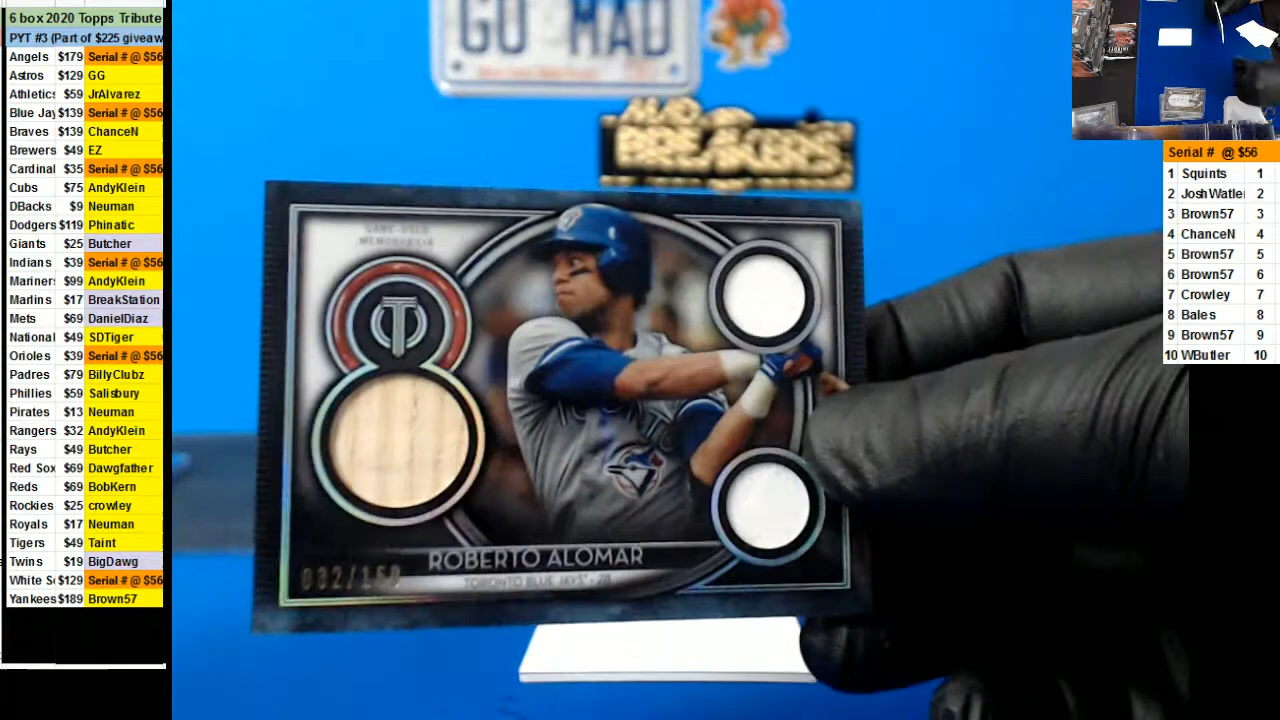 6 box 2020 Topps Tribute
PYT #3 (Part of $225 giveaw
Angels $179 Serial # @ $56
Astros $129 GG
Athletics $59 JrAlvarez
Blue Jay $139 Serial # @ $56
Braves $139 ChanceN
Brewers $49 EZ
Cardinal $35 Serial # @ $56
Cubs $75 AndyKlein
DBacks $9 Neuman
Dodgers $119 Phinatic
Giants $25 Butcher
Indians $39 Serial # @ $56
Mariners $99 AndyKlein
Marlins $17 BreakStation
Mets $69 DanielDiaz
National $49 SDTiger
Orioles $39 Serial # @ $56
Padres $79 BillyClubz
Phillies $59 Salisbury
Pirates $13 Neuman
Rangers $32 AndyKlein
Rays $49 Butcher
Red Sox $69 Dawgfather
Reds $69 BobKern
Rockies $25 crowley
Royals $17 Neuman
Tigers $49 Taint
Twins $19 BigDawg
White S $129 Serial # @ $56
Yankees $189 Brown57
GO MAD
MAD
BREAKERS
GAME-USED
MEMORABILIA
T
ROBERTO ALOMAR
TORONTO BLUE JAYS - 2B
032/150
Serial # @ $56
1 Squints 1
2 JoshWatle 2
3 Brown57 3
4 ChanceN 4
5 Brown57 5
6 Brown57 6
7 Crowley 7
8 Bales 8
9 Brown57 9
10 WButler 10